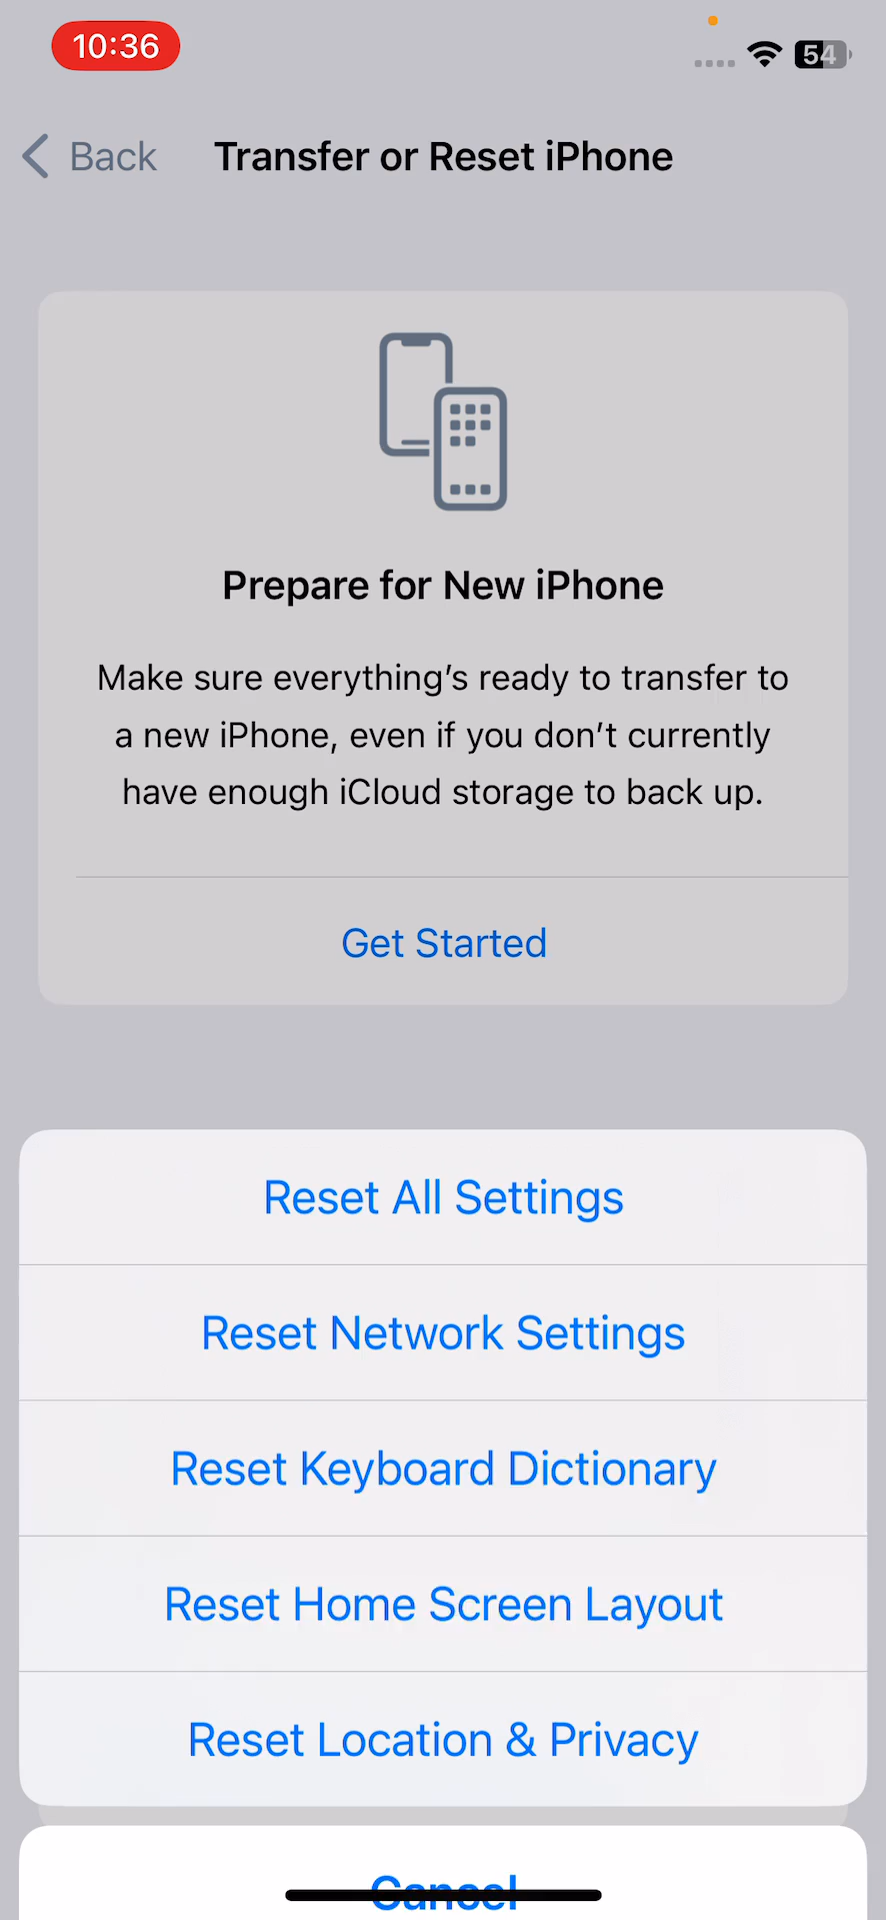 10:36
54
Back
Transfer or Reset iPhone
Prepare for New iPhone
Make sure everything’s ready to transfer to
a new iPhone, even if you don’t currently
have enough iCloud storage to back up.
Get Started
Reset All Settings
Reset Network Settings
Reset Keyboard Dictionary
Reset Home Screen Layout
Reset Location & Privacy
Cancel